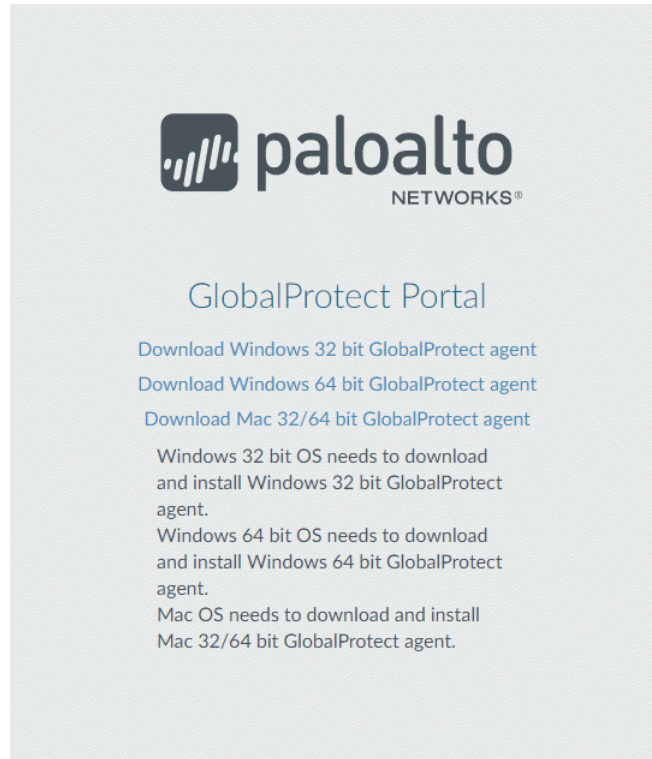 paloalto
NETWORKS®
GlobalProtect Portal
Download Windows 32 bit GlobalProtect agent
Download Windows 64 bit GlobalProtect agent
Download Mac 32/64 bit GlobalProtect agent
Windows 32 bit OS needs to download
and install Windows 32 bit GlobalProtect
agent.
Windows 64 bit OS needs to download
and install Windows 64 bit GlobalProtect
agent.
Mac OS needs to download and install
Mac 32/64 bit GlobalProtect agent.